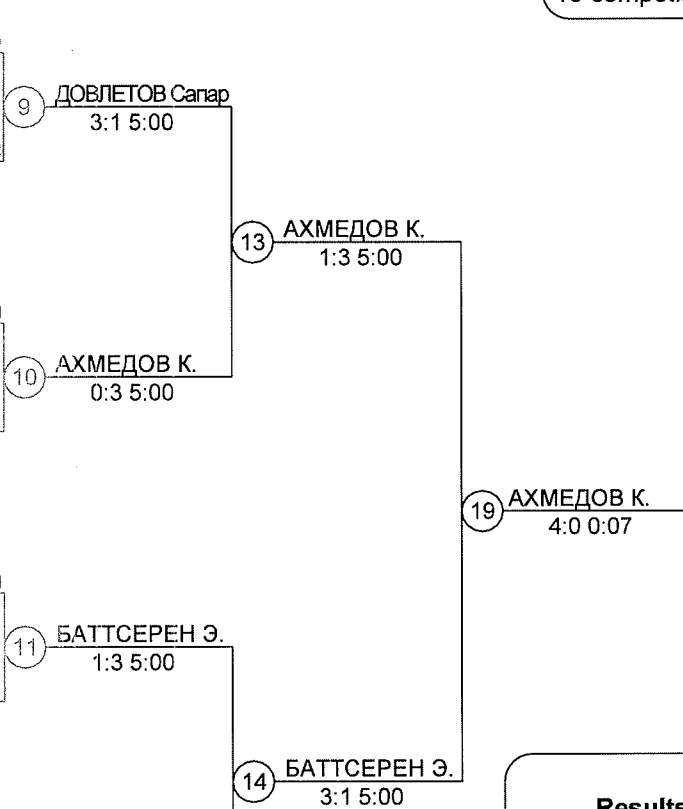 9
ДОВЛЕТОВ Сапар
3:1 5:00
13
АХМЕДОВ К.
1:3 5:00
10
АХМЕДОВ К.
0:3 5:00
19
АХМЕДОВ К.
4:0 0:07
11
БАТТСЕРЕН Э.
1:3 5:00
14
БАТТСЕРЕН Э.
3:1 5:00
Results